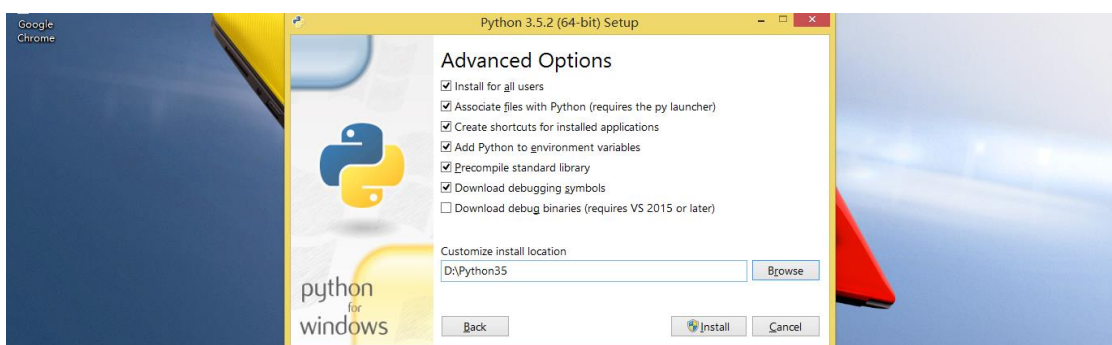 Google
Chrome
Python 3.5.2 (64-bit) Setup
Advanced Options
Install for all users
Associate files with Python (requires the py launcher)
Create shortcuts for installed applications
Add Python to environment variables
Precompile standard library
Download debugging symbols
Download debug binaries (requires VS 2015 or later)
Customize install location
D:\Python35
Browse
python
for
windows
Back
Install
Cancel